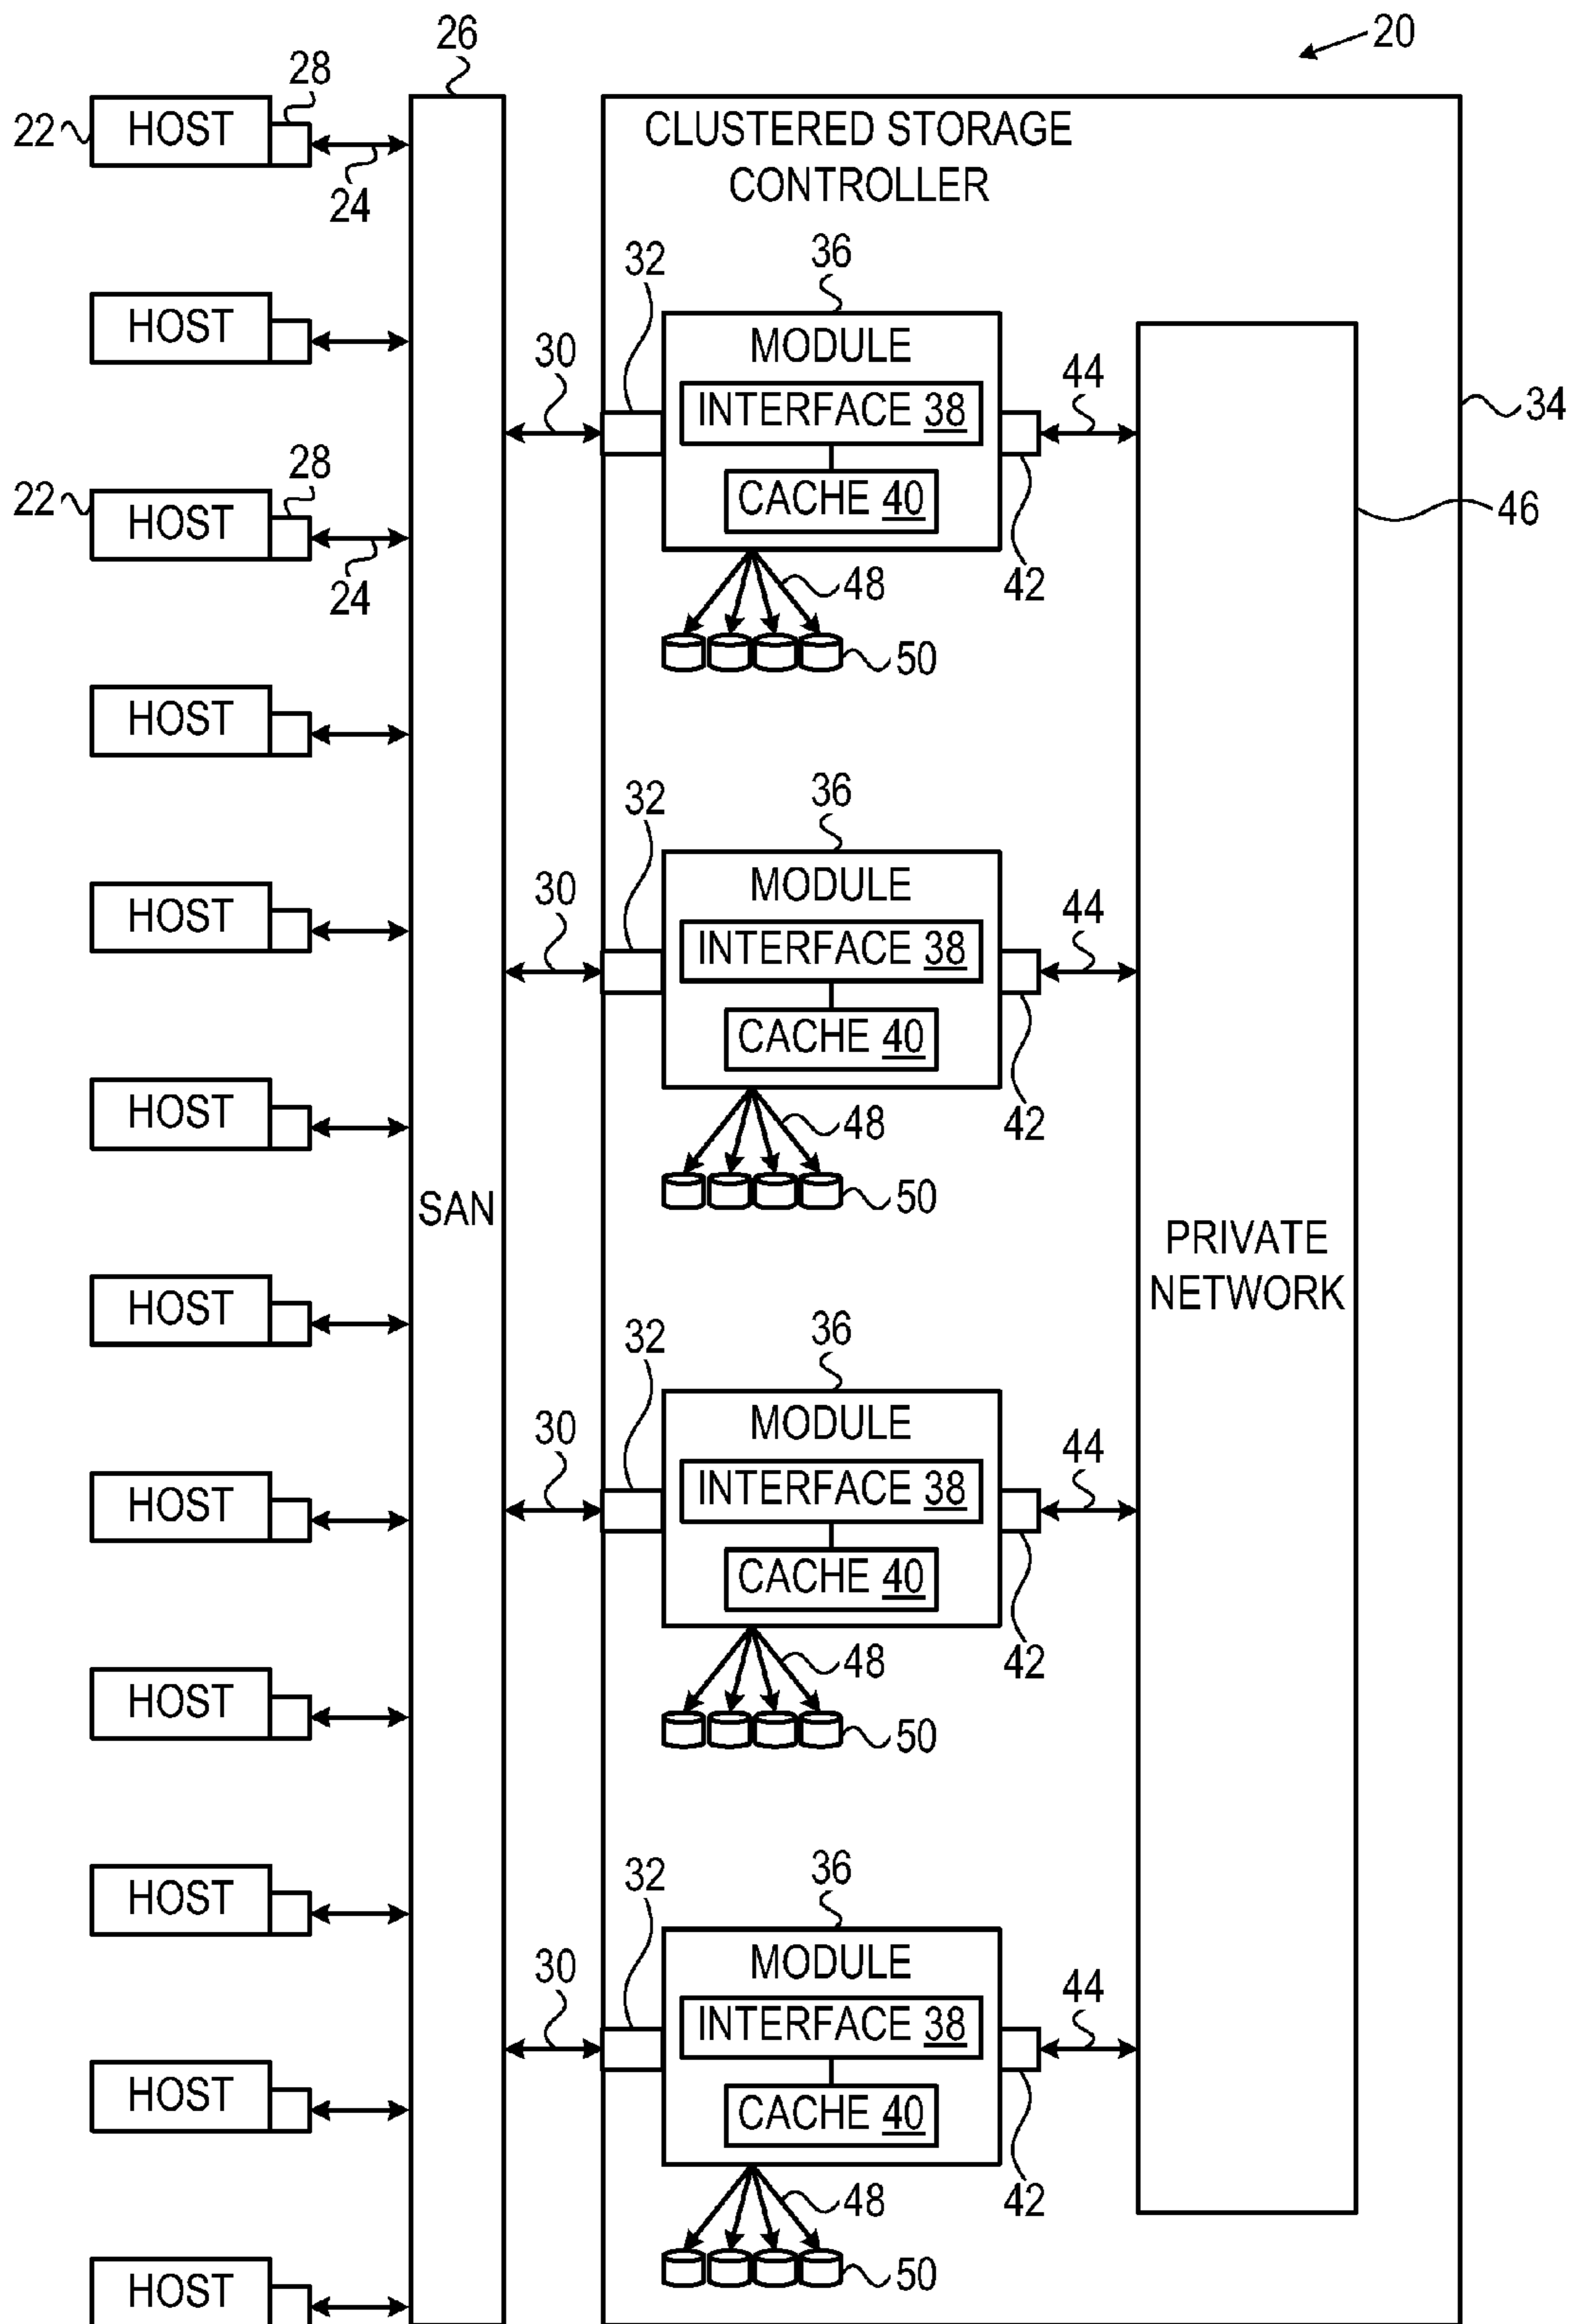 20
26
28
22
HOST
24
CLUSTERED STORAGE
CONTROLLER
HOST
28
22
HOST
24
HOST
HOST
HOST
HOST
HOST
HOST
HOST
HOST
HOST
SAN
30
32
36
MODULE
INTERFACE 38
CACHE 40
44
42
48
50
34
46
30
32
36
MODULE
INTERFACE 38
CACHE 40
44
42
48
50
PRIVATE
NETWORK
30
32
36
MODULE
INTERFACE 38
CACHE 40
44
42
48
50
30
32
36
MODULE
INTERFACE 38
CACHE 40
44
42
48
50